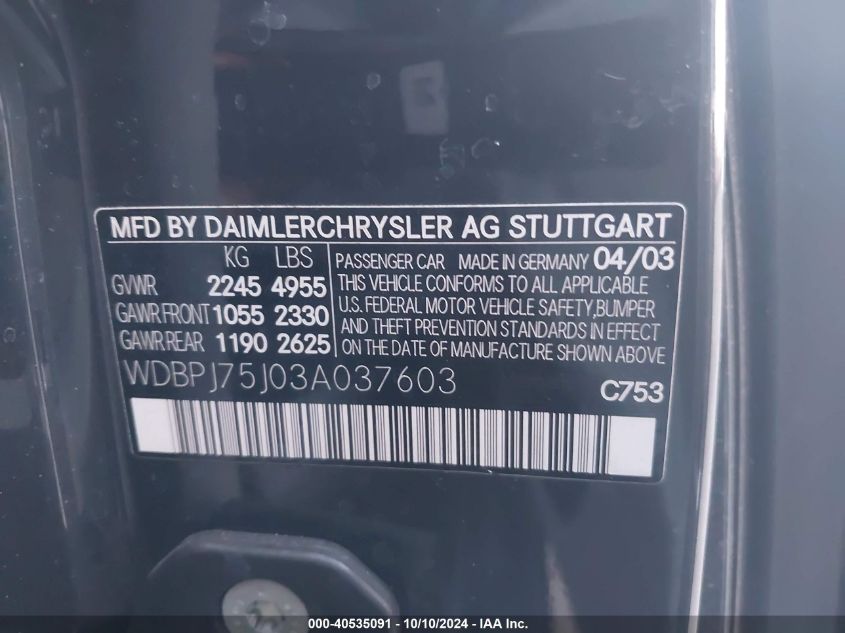 MFD BY DAIMLERCHRYSLER AG STUTTGART
KG LBS
GVWR 2245 4955
GAWR FRONT 1055 2330
GAWR REAR 1190 2625
PASSENGER CAR MADE IN GERMANY 04/03
THIS VEHICLE CONFORMS TO ALL APPLICABLE
U.S. FEDERAL MOTOR VEHICLE SAFETY, BUMPER
AND THEFT PREVENTION STANDARDS IN EFFECT
ON THE DATE OF MANUFACTURE SHOWN ABOVE
WDBPJ75J03A037603
C753
000-40535091 - 10/10/2024 - IAA Inc.